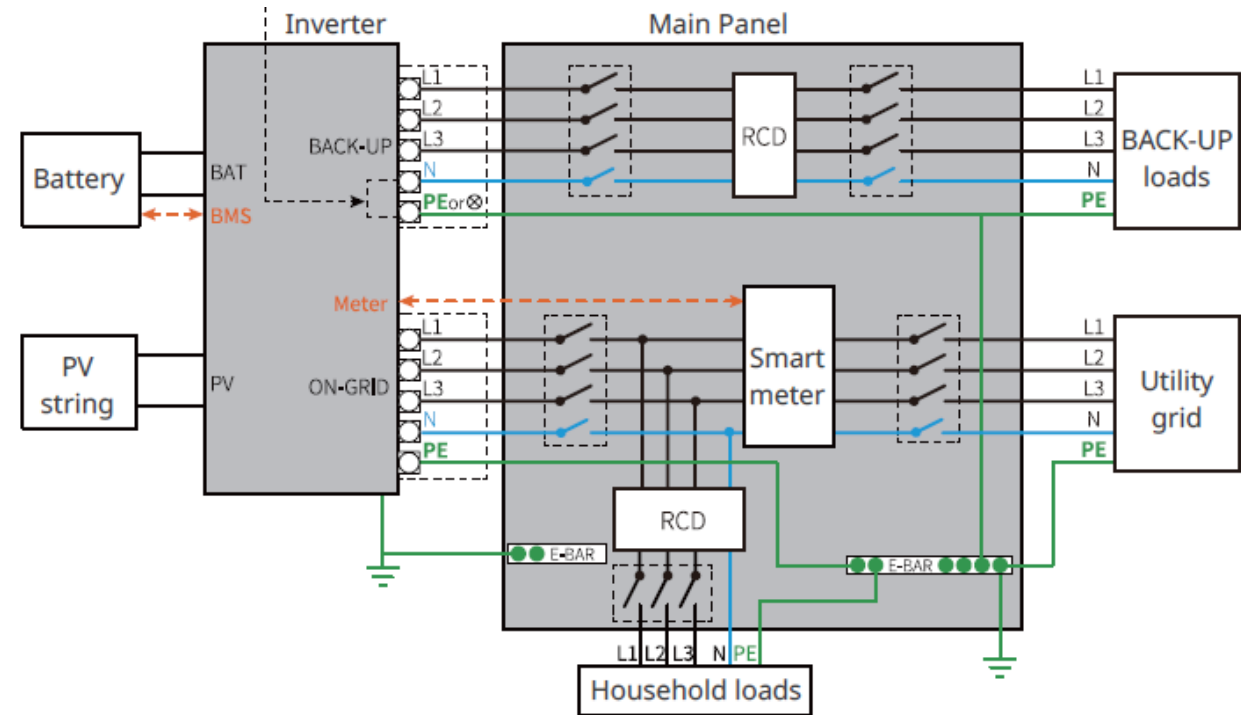 Inverter
Main Panel
L1
L2
BACK-UP
L3
N
PEor⊗
RCD
L1
L2
L3
N
PE
BACK-UP
loads
Battery
BAT
BMS
Meter
L1
L2
ON-GRID
L3
N
PE
Smart
meter
L1
L2
L3
N
PE
Utility
grid
PV
string
PV
RCD
E-BAR
E-BAR
L1 L2 L3 N PE
Household loads